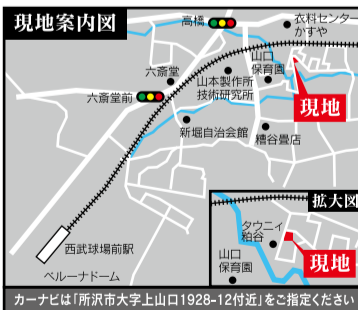 現地案内図
高橋
衣料センター
かすや
六斎堂
山口
保育園
山本製作所
技術研究所
六斎堂前
現地
新堀自治会館
糟谷畳店
拡大図
タウニィ
粕谷
山口
保育園
現地
西武球場前駅
ベルーナドーム
カーナビは「所沢市大字上山口1928-12付近」をご指定ください